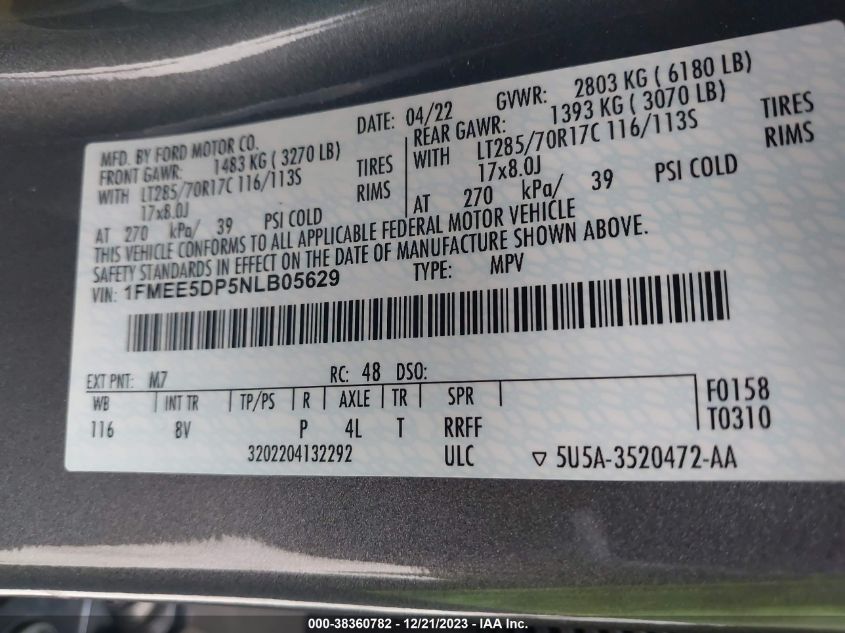 MFD. BY FORD MOTOR CO.
DATE: 04/22
GVWR: 2803 KG ( 6180 LB)
FRONT GAWR: 1483 KG ( 3270 LB)
WITH LT285/70R17C 116/113S TIRES
17x8.0J RIMS
AT 270 kPa/ 39 PSI COLD
REAR GAWR: 1393 KG ( 3070 LB)
WITH LT285/70R17C 116/113S TIRES
17x8.0J RIMS
AT 270 kPa/ 39 PSI COLD
THIS VEHICLE CONFORMS TO ALL APPLICABLE FEDERAL MOTOR VEHICLE
SAFETY STANDARDS IN EFFECT ON THE DATE OF MANUFACTURE SHOWN ABOVE.
VIN: 1FMEE5DP5NLB05629 TYPE: MPV
EXT PNT: M7 RC: 48 DSO:
WB INT TR TP/PS R AXLE TR SPR F0158
116 8V P 4L T RRFF T0310
3202204132292 ULC ▽ 5U5A-3520472-AA
000-38360782 - 12/21/2023 - IAAI Inc.